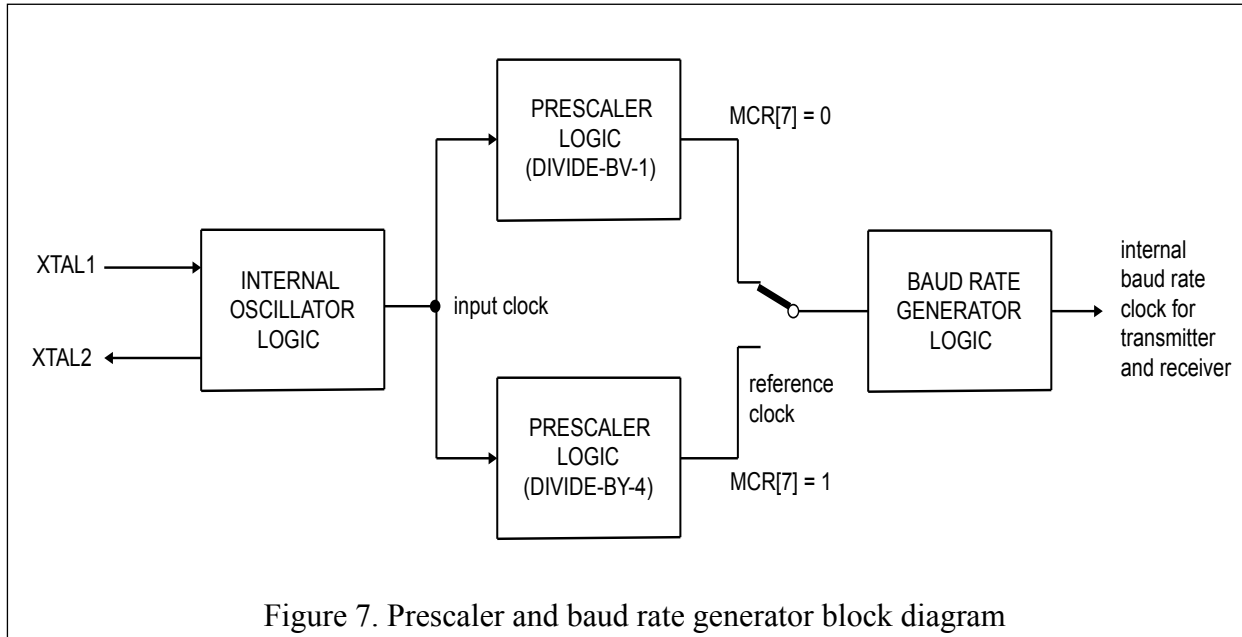 PRESCALER
LOGIC
(DIVIDE-BV-1)
MCR[7] = 0
XTAL1
XTAL2
INTERNAL
OSCILLATOR
LOGIC
input clock
BAUD RATE
GENERATOR
LOGIC
internal
baud rate
clock for
transmitter
and receiver
reference
clock
PRESCALER
LOGIC
(DIVIDE-BY-4)
MCR[7] = 1
Figure 7. Prescaler and baud rate generator block diagram